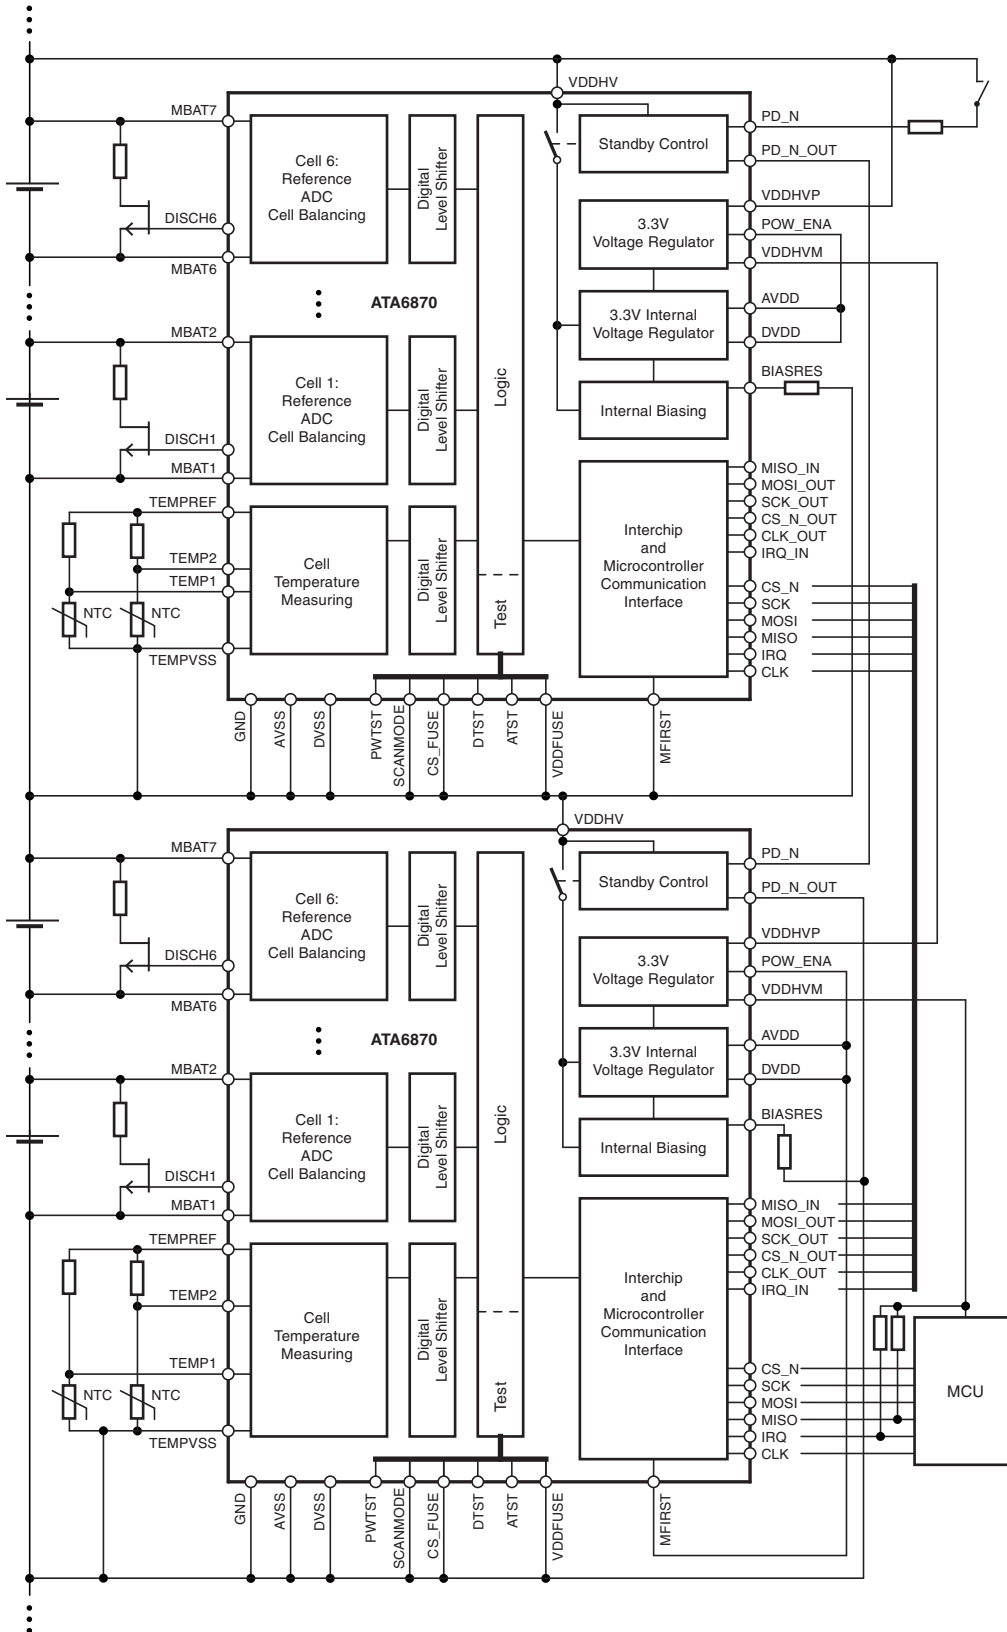 VDDHV
MBAT7
PD_N
Cell 6:
Reference
ADC
Cell Balancing
Digital
Level Shifter
Standby Control
PD_N_OUT
DISCH6
VDDHVP
3.3V
Voltage Regulator
POW_ENA
MBAT6
VDDHVM
ATA6870
AVDD
3.3V Internal
Voltage Regulator
MBAT2
DVDD
Logic
BIASRES
Cell 1:
Reference
ADC
Cell Balancing
Digital
Level Shifter
Internal Biasing
DISCH1
MBAT1
MISO_IN
MOSI_OUT
TEMPREF
SCK_OUT
CS_N_OUT
CLK_OUT
IRQ_IN
Interchip
and
Microcontroller
Communication
Interface
Cell
Temperature
Measuring
Digital
Level Shifter
TEMP2
TEMP1
CS_N
SCK
NTC
NTC
Test
MOSI
MISO
TEMPVSS
IRQ
CLK
GND
AVSS
DVSS
PWTST
SCANMODE
CS_FUSE
DTST
ATST
VDDFUSE
MFIRST
VDDHV
MBAT7
PD_N
Cell 6:
Reference
ADC
Cell Balancing
Digital
Level Shifter
Standby Control
PD_N_OUT
DISCH6
VDDHVP
3.3V
Voltage Regulator
POW_ENA
MBAT6
VDDHVM
ATA6870
AVDD
3.3V Internal
Voltage Regulator
MBAT2
DVDD
Logic
BIASRES
Cell 1:
Reference
ADC
Cell Balancing
Digital
Level Shifter
Internal Biasing
DISCH1
MBAT1
MISO_IN
MOSI_OUT
TEMPREF
SCK_OUT
CS_N_OUT
CLK_OUT
IRQ_IN
Interchip
and
Microcontroller
Communication
Interface
TEMP2
Cell
Temperature
Measuring
Digital
Level Shifter
TEMP1
CS_N
SCK
MCU
NTC
NTC
Test
MOSI
MISO
TEMPVSS
IRQ
CLK
GND
AVSS
DVSS
PWTST
SCANMODE
CS_FUSE
DTST
ATST
VDDFUSE
MFIRST